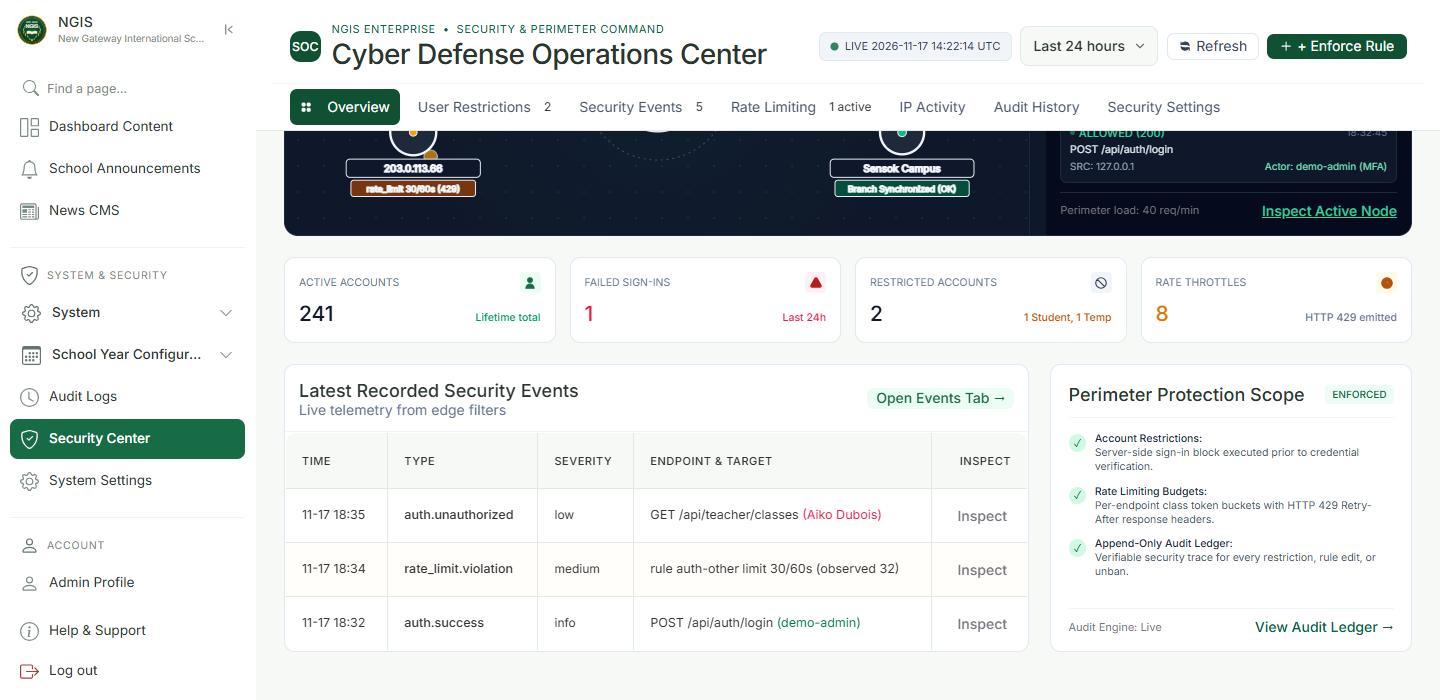 NGIS
New Gateway International Sc...
Find a page...
Dashboard Content
School Announcements
News CMS
SYSTEM & SECURITY
System
School Year Configur...
Audit Logs
Security Center
System Settings
ACCOUNT
Admin Profile
Help & Support
Log out
SOC
NGIS ENTERPRISE • SECURITY & PERIMETER COMMAND
Cyber Defense Operations Center
LIVE 2026-11-17 14:22:14 UTC
Last 24 hours
Refresh
+ + Enforce Rule
Overview
User Restrictions 2
Security Events 5
Rate Limiting 1 active
IP Activity
Audit History
Security Settings
203.0.113.66
rate_limit 30/60s (429)
Sensok Campus
Branch Synchronized (OK)
ALLOWED (200) 18:32:45
POST /api/auth/login
SRC: 127.0.0.1 Actor: demo-admin (MFA)
Perimeter load: 40 req/min Inspect Active Node
ACTIVE ACCOUNTS
241 Lifetime total
FAILED SIGN-INS
1 Last 24h
RESTRICTED ACCOUNTS
2 1 Student, 1 Temp
RATE THROTTLES
8 HTTP 429 emitted
Latest Recorded Security Events
Live telemetry from edge filters
Open Events Tab →
TIME TYPE SEVERITY ENDPOINT & TARGET INSPECT
11-17 18:35 auth.unauthorized low GET /api/teacher/classes (Aiko Dubois) Inspect
11-17 18:34 rate_limit.violation medium rule auth-other limit 30/60s (observed 32) Inspect
11-17 18:32 auth.success info POST /api/auth/login (demo-admin) Inspect
Perimeter Protection Scope ENFORCED
Account Restrictions:
Server-side sign-in block executed prior to credential
verification.
Rate Limiting Budgets:
Per-endpoint class token buckets with HTTP 429 Retry-
After response headers.
Append-Only Audit Ledger:
Verifiable security trace for every restriction, rule edit, or
unban.
Audit Engine: Live View Audit Ledger →